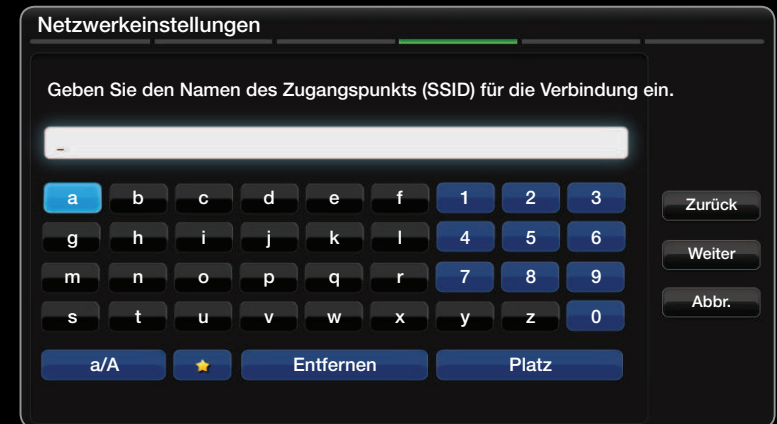 Netzwerkeinstellungen
Geben Sie den Namen des Zugangspunkts (SSID) für die Verbindung ein.
_
a b c d e f 1 2 3
Zurück
g h i j k l 4 5 6
Weiter
m n o p q r 7 8 9
Abbr.
s t u v w x y z 0
a/A Entfernen Platz